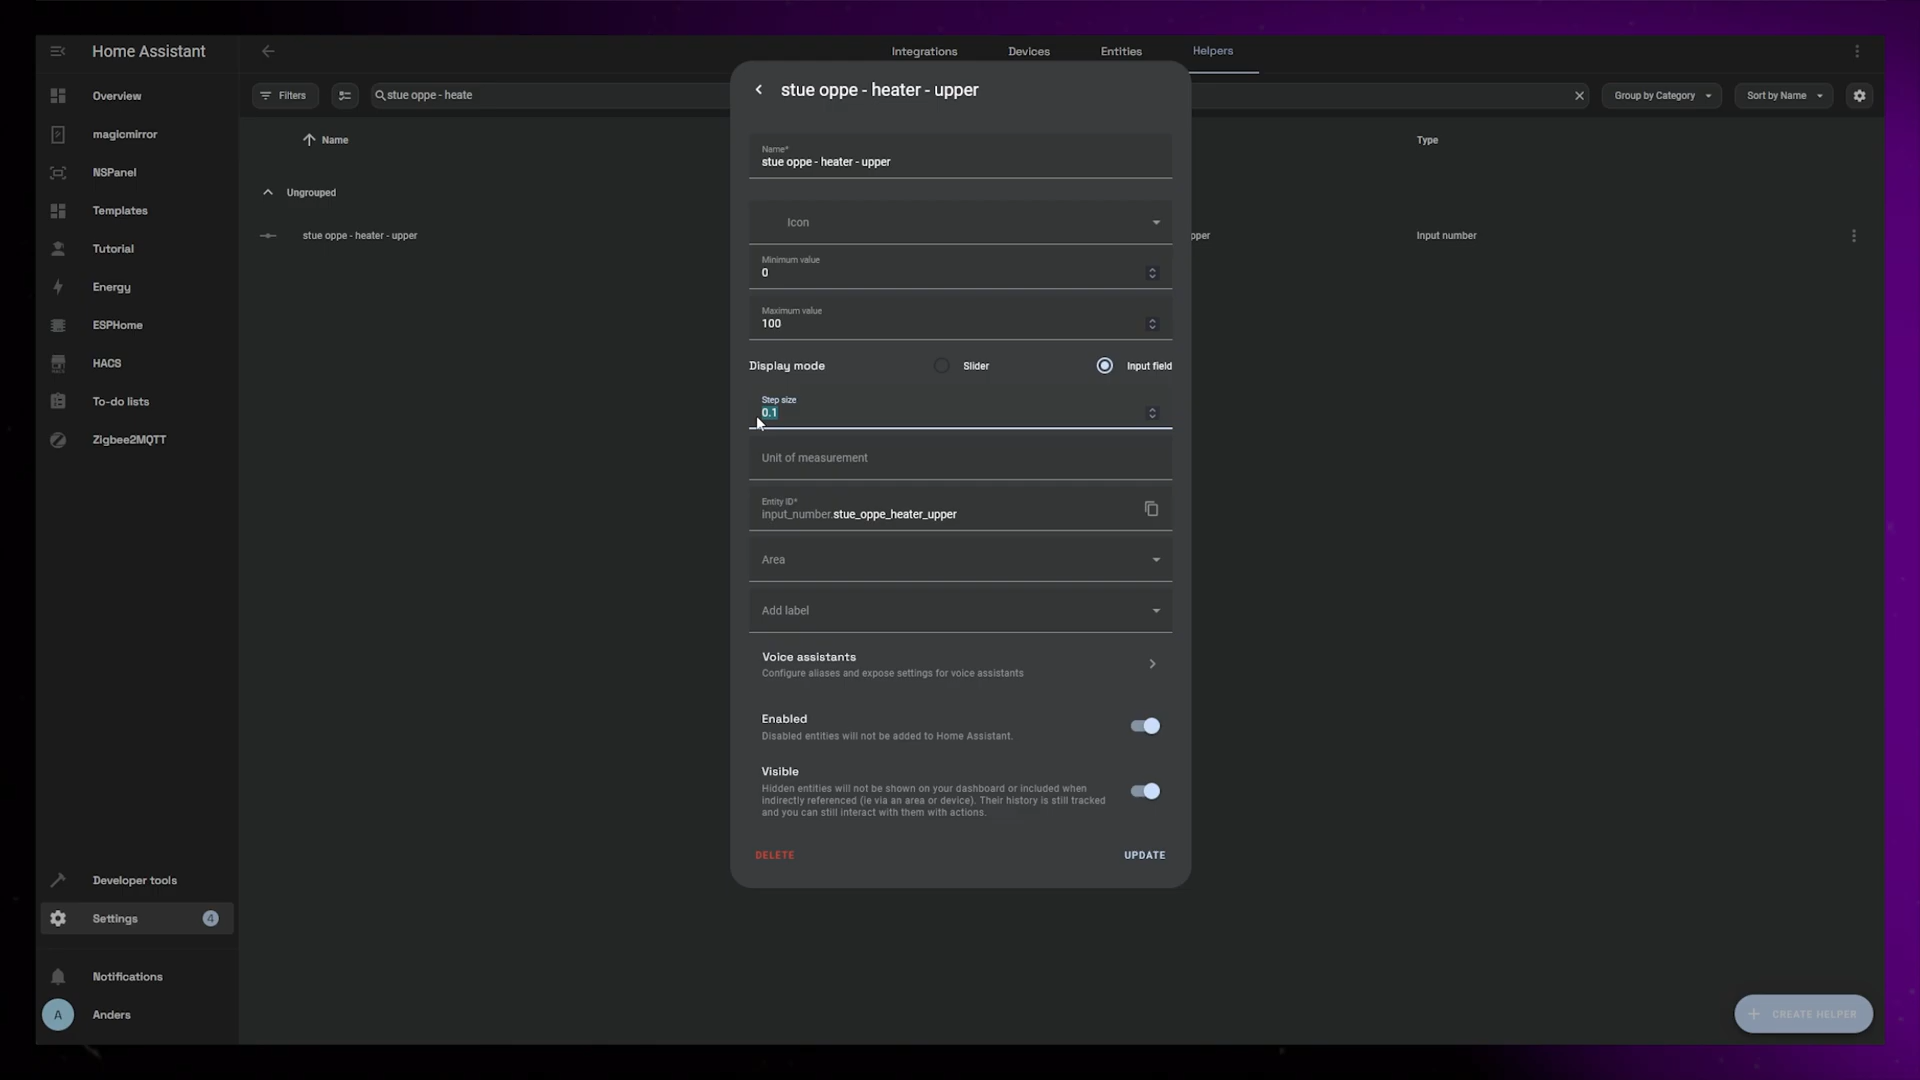 Home Assistant
Overview
magicmirror
NSPanel
Templates
Tutorial
Energy
ESPHome
HACS
To-do lists
Zigbee2MQTT
Developer tools
Settings
4
Notifications
A
Anders
Integrations
Devices
Entities
Helpers
Filters
stue oppe - heate
Group by Category
Sort by Name
Name
Type
Ungrouped
stue oppe - heater - upper
pper
Input number
stue oppe - heater - upper
Name*
stue oppe - heater - upper
Icon
Minimum value
0
Maximum value
100
Display mode
Slider
Input field
Step size
0.1
Unit of measurement
Entity ID*
input_number.stue_oppe_heater_upper
Area
Add label
Voice assistants
Configure aliases and expose settings for voice assistants
Enabled
Disabled entities will not be added to Home Assistant.
Visible
Hidden entities will not be shown on your dashboard or included when
indirectly referenced (ie via an area or device). Their history is still tracked
and you can still interact with them with actions.
DELETE
UPDATE
CREATE HELPER